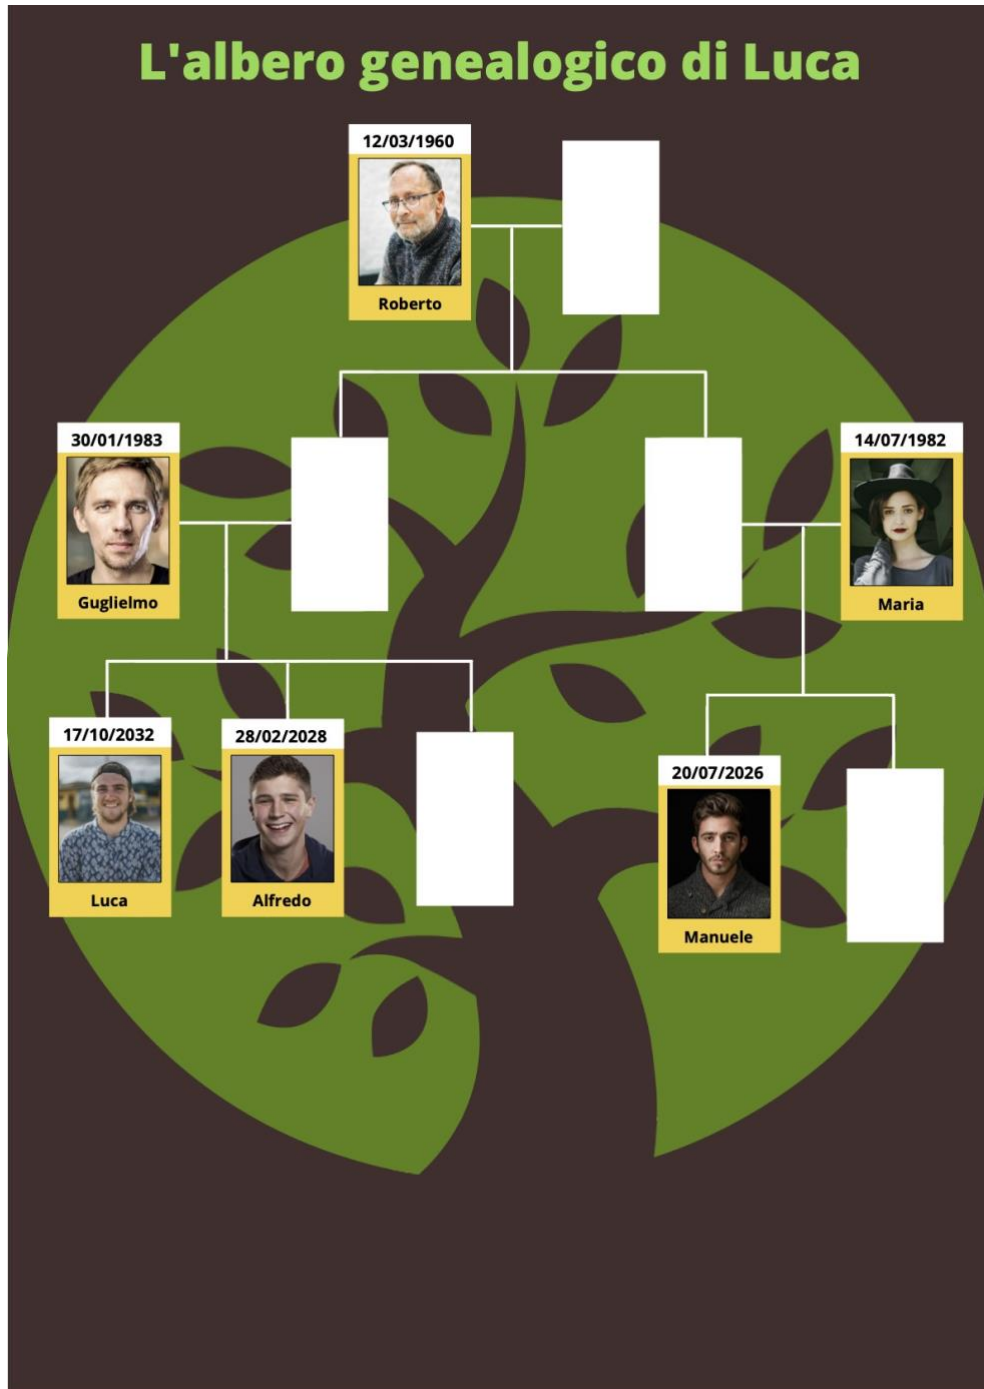 L'albero genealogico di Luca
12/03/1960
Roberto
30/01/1983
Guglielmo
14/07/1982
Maria
17/10/2032
Luca
28/02/2028
Alfredo
20/07/2026
Manuele